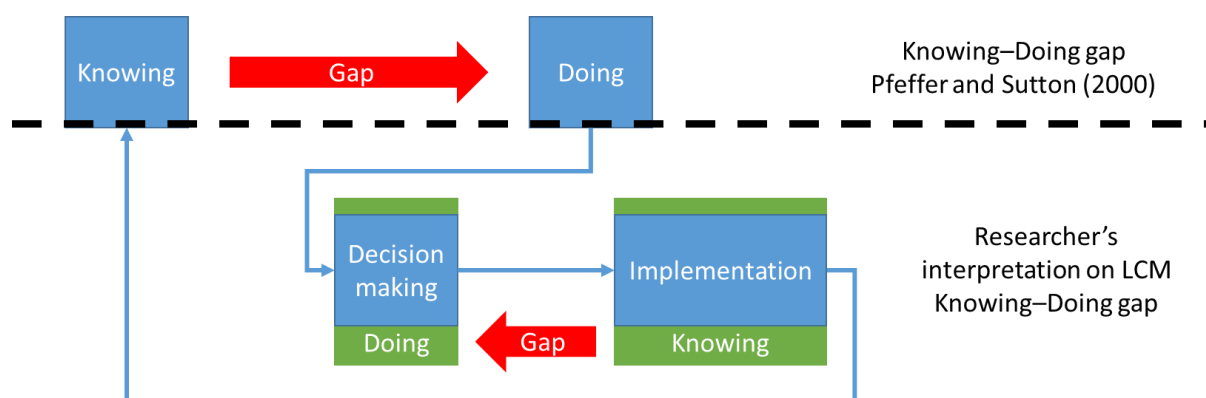 Knowing
Gap
Doing
Knowing–Doing gap
Pfeffer and Sutton (2000)
Decision
making
Implementation
Doing
Gap
Knowing
Researcher's
interpretation on LCM
Knowing–Doing gap